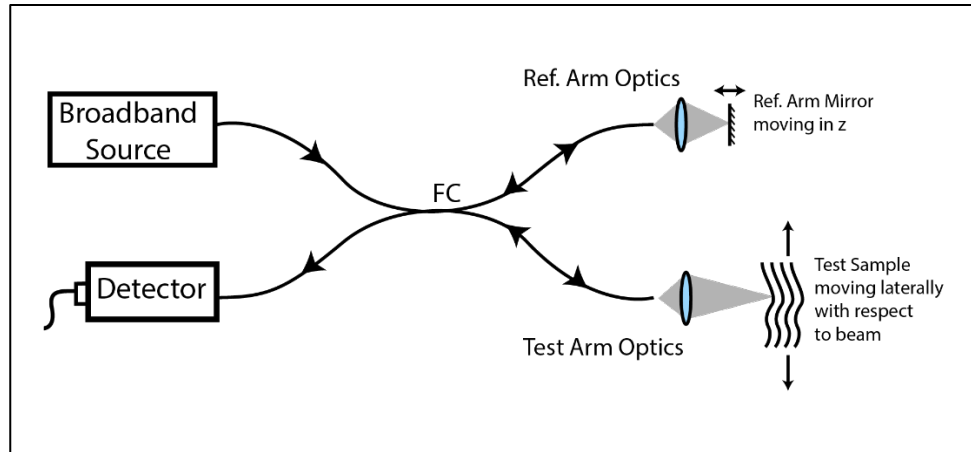 Broadband
Source
Ref. Arm Optics
Ref. Arm Mirror
moving in z
FC
Detector
Test Arm Optics
Test Sample
moving laterally
with respect
to beam